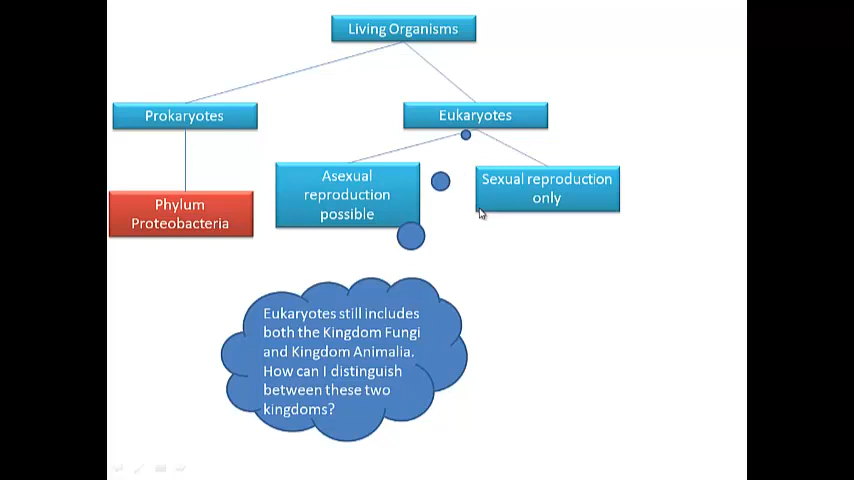 Living Organisms
Prokaryotes
Eukaryotes
Asexual
reproduction
possible
Sexual reproduction
only
Phylum
Proteobacteria
Eukaryotes still includes
both the Kingdom Fungi
and Kingdom Animalia.
How can I distinguish
between these two
kingdoms?